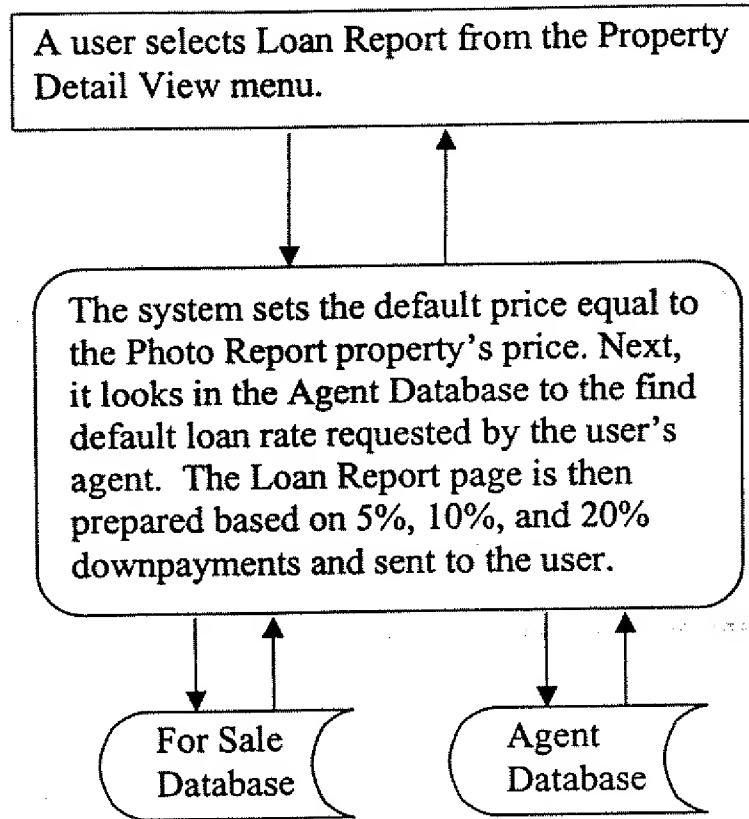 A user selects Loan Report from the Property
Detail View menu.
The system sets the default price equal to
the Photo Report property's price. Next,
it looks in the Agent Database to the find
default loan rate requested by the user's
agent. The Loan Report page is then
prepared based on 5%, 10%, and 20%
downpayments and sent to the user.
For Sale
Database
Agent
Database